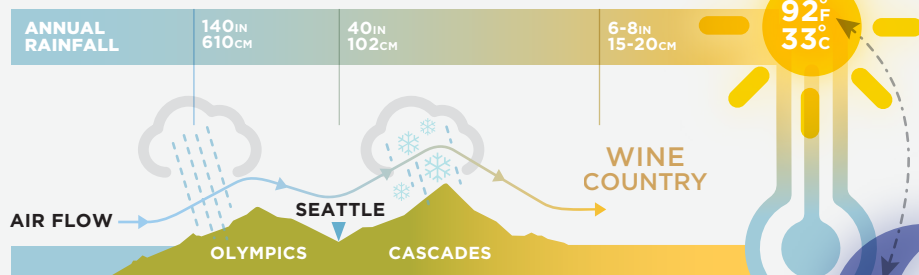 ANNUAL
RAINFALL
140IN
610CM
40IN
102CM
6-8IN
15-20CM
92°F
33°C
WINE
COUNTRY
AIR FLOW
SEATTLE
OLYMPICS
CASCADES